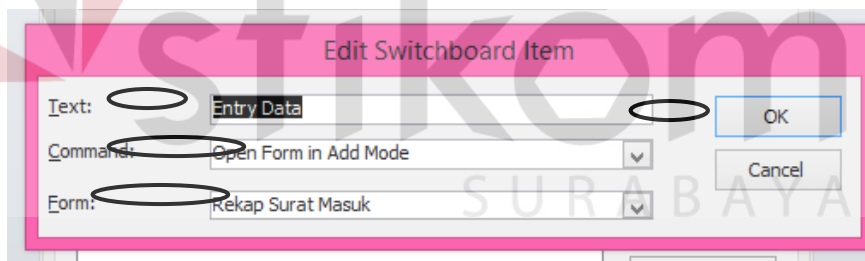 stikom
SURABAYA
Edit Switchboard Item
Text: Entry Data OK
Command: Open Form in Add Mode
Cancel
Form: Rekap Surat Masuk